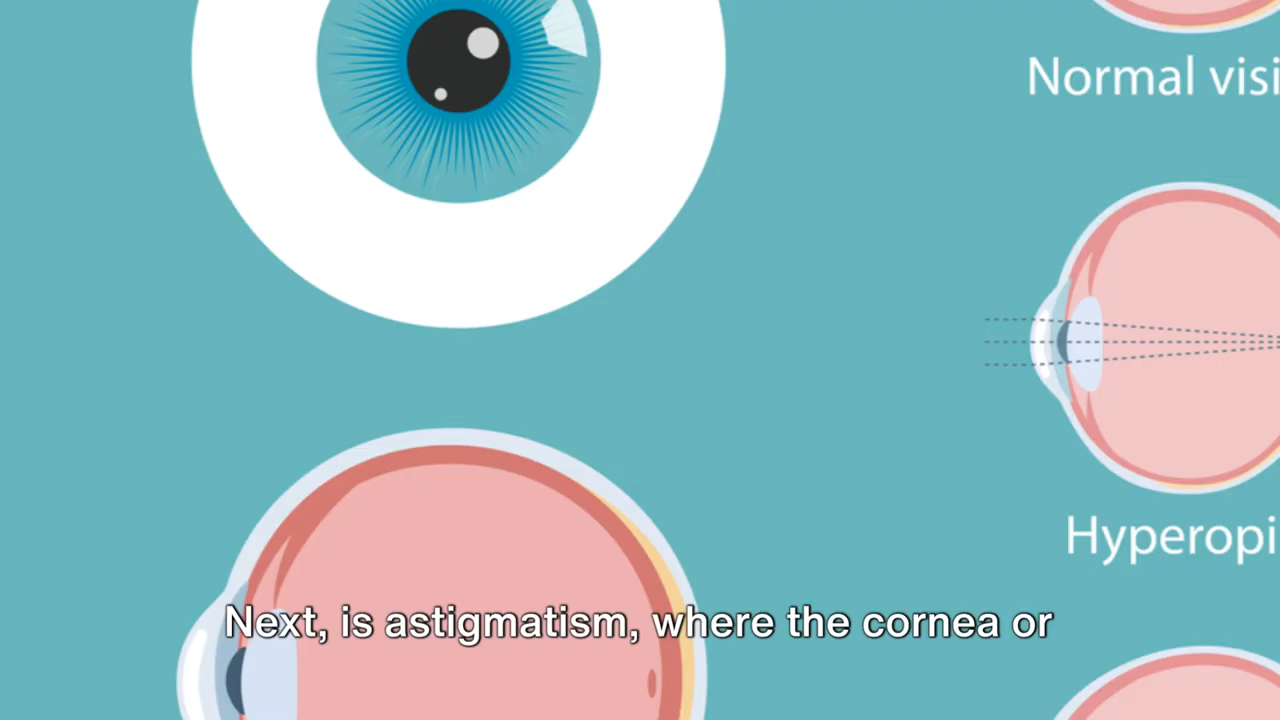 Normal visi
Hyperopi
Next, is astigmatism, where the cornea or